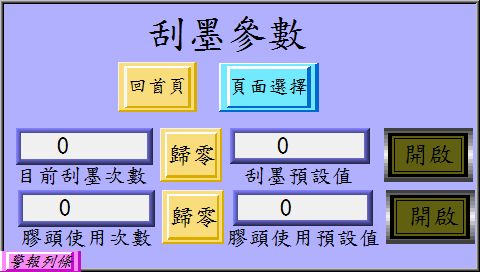 刮墨參數
回首頁 頁面選擇
0 歸零 0 開啟
目前刮墨次數 刮墨預設值
0 歸零 0 開啟
膠頭使用次數 膠頭使用預設值
警報列條